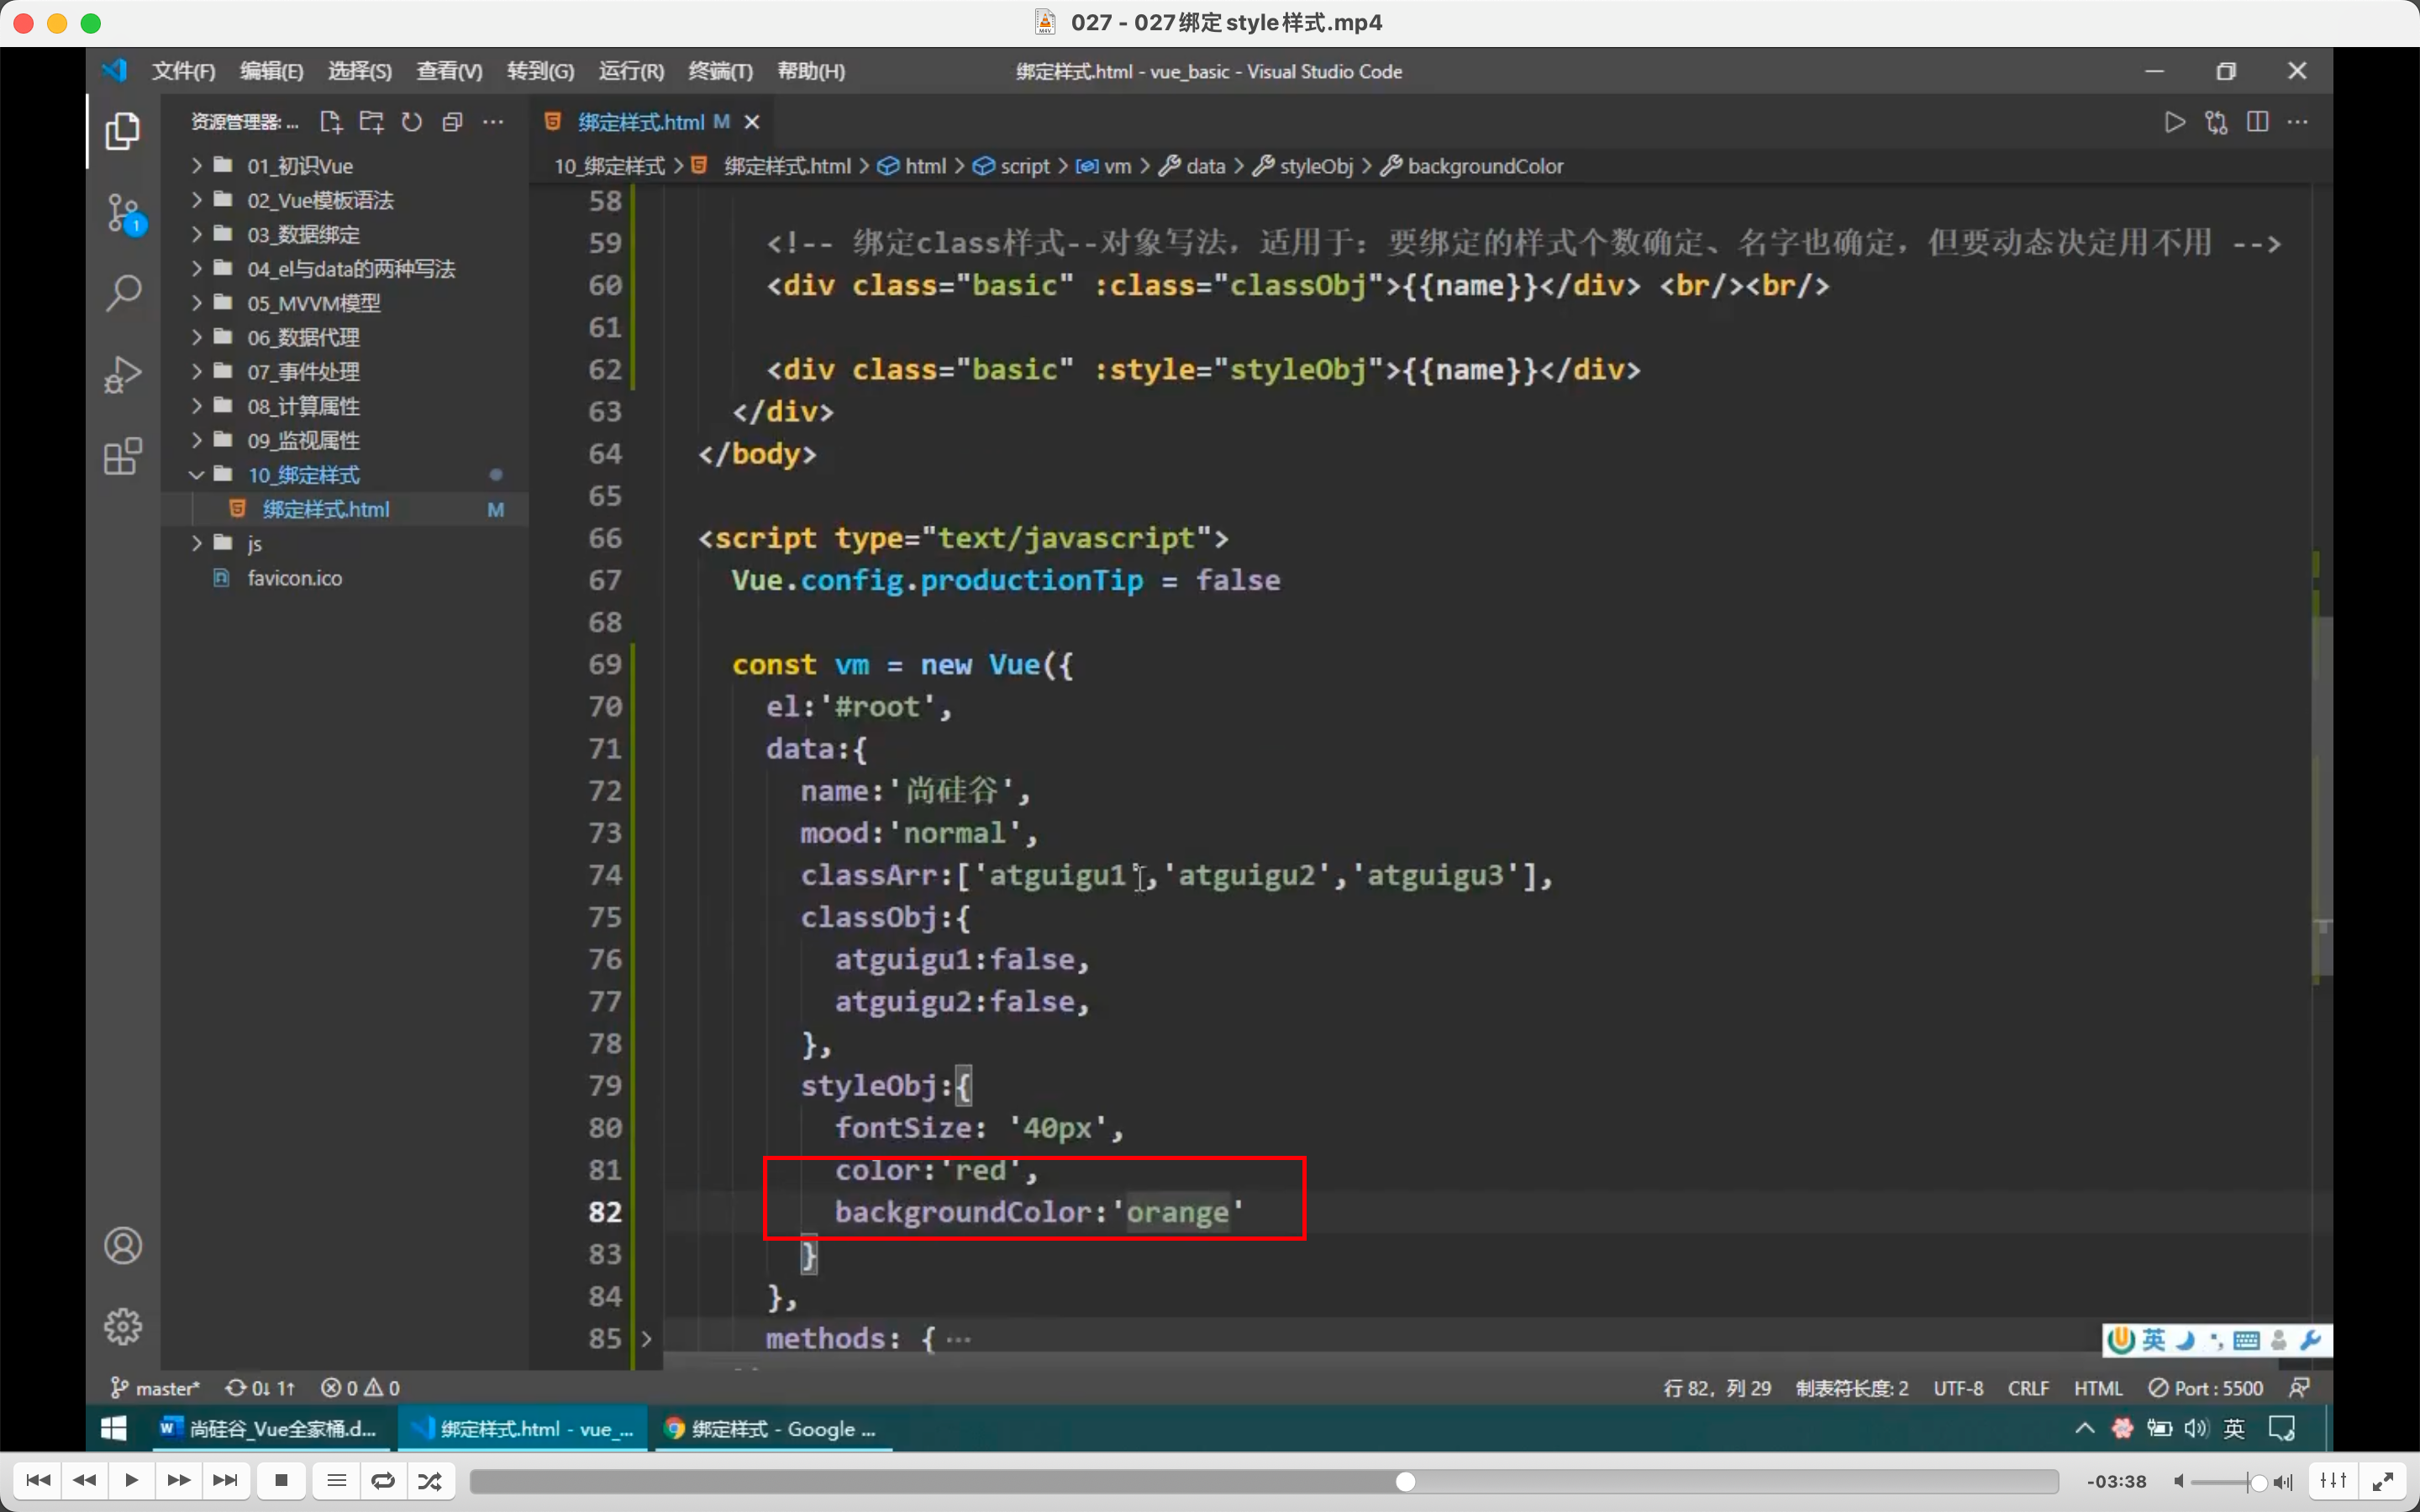 027 - 027绑定style样式.mp4
文件(F) 编辑(E) 选择(S) 查看(V) 转到(G) 运行(R) 终端(T) 帮助(H)
绑定样式.html - vue_basic - Visual Studio Code
资源管理器: ...
绑定样式.html M
10_绑定样式 > 绑定样式.html > html > script > vm > data > styleObj > backgroundColor
01_初识Vue
02_Vue模板语法
03_数据绑定
04_el与data的两种写法
05_MVVM模型
06_数据代理
07_事件处理
08_计算属性
09_监视属性
10_绑定样式
绑定样式.html M
js
favicon.ico
1
58
59 <!-- 绑定class样式--对象写法，适用于：要绑定的样式个数确定、名字也确定，但要动态决定用不用 -->
60 <div class="basic" :class="classObj">{{name}}</div> <br/><br/>
61
62 <div class="basic" :style="styleObj">{{name}}</div>
63 </div>
64 </body>
65
66 <script type="text/javascript">
67 Vue.config.productionTip = false
68
69 const vm = new Vue({
70 el:'#root',
71 data:{
72 name:'尚硅谷',
73 mood:'normal',
74 classArr:['atguigu1','atguigu2','atguigu3'],
75 classObj:{
76 atguigu1:false,
77 atguigu2:false,
78 },
79 styleObj:{
80 fontSize: '40px',
81 color:'red',
82 backgroundColor:'orange'
83 }
84 },
85 methods: { ...
英
master* 0↓ 1↑ 0 0
行 82，列 29 制表符长度: 2 UTF-8 CRLF HTML Port : 5500
尚硅谷_Vue全家桶.d...
绑定样式.html - vue_...
绑定样式 - Google ...
英
-03:38